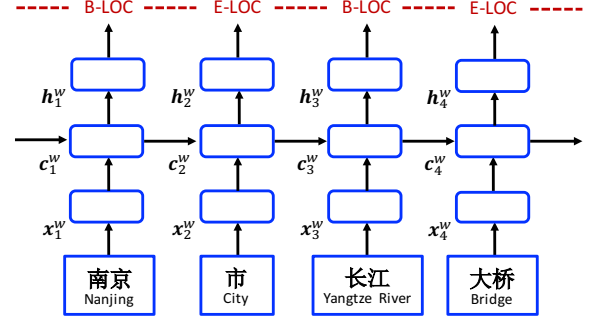 B-LOC E-LOC B-LOC E-LOC
h₁ʷ h₂ʷ h₃ʷ h₄ʷ
c₁ʷ c₂ʷ c₃ʷ c₄ʷ
x₁ʷ x₂ʷ x₃ʷ x₄ʷ
南京 市 长江 大桥
Nanjing City Yangtze River Bridge